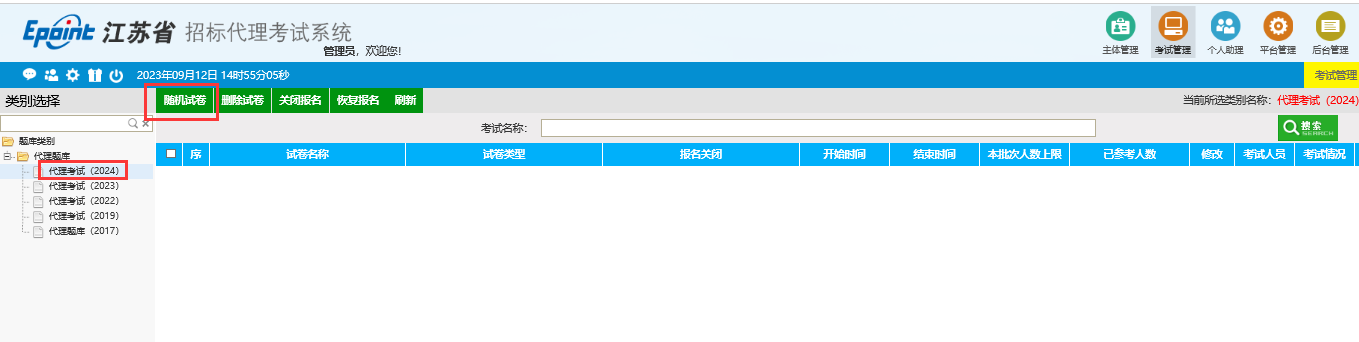 Epoint 江苏省 招标代理考试系统
管理员，欢迎您！
主体管理 考试管理 个人助理 平台管理 后台管理
2023年09月12日 14时55分05秒
考试管理
类别选择
随机试卷 删除试卷 关闭报名 恢复报名 刷新
当前所选类别名称： 代理考试（2024）
考试名称：
搜索 SEARCH
题库类别
代理题库
代理考试（2024）
代理考试（2023）
代理考试（2022）
代理考试（2019）
代理题库（2017）
序 试卷名称 试卷类型 报名关闭 开始时间 结束时间 本批次人数上限 已参考人数 修改 考试人员 考试情况